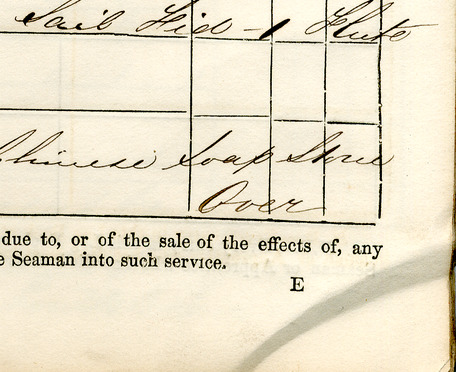 Sail Hid - 1 Flute
Chinese Soap Stone
Over
due to, or of the sale of the effects of, any
e Seaman into such service.
E